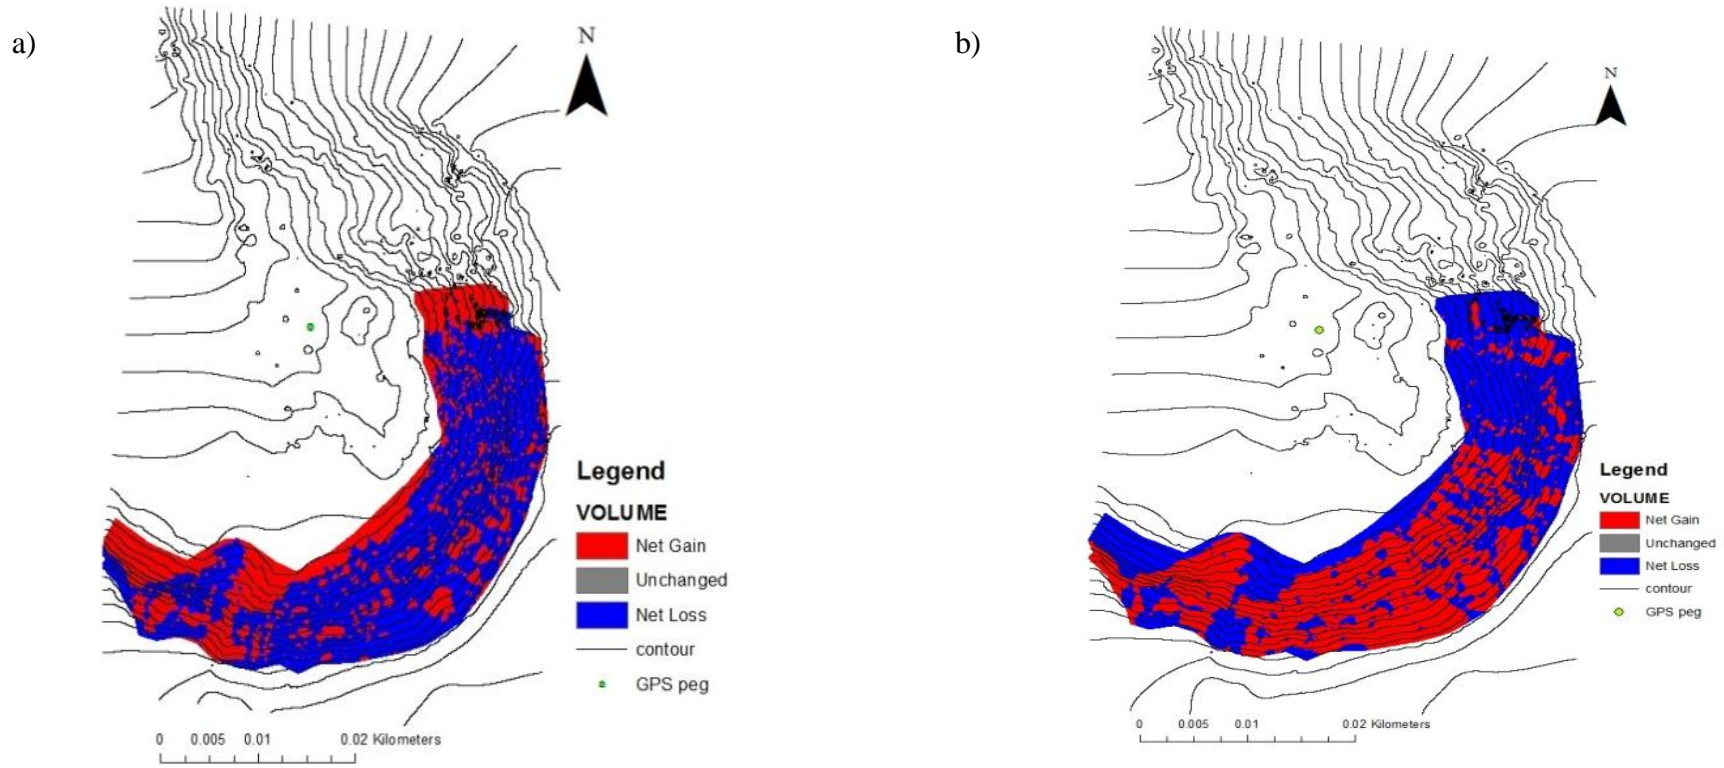 a)
N
Legend
VOLUME
Net Gain
Unchanged
Net Loss
contour
GPS peg
0 0.005 0.01 0.02 Kilometers
b)
N
Legend
VOLUME
Net Gain
Unchanged
Net Loss
contour
GPS peg
0 0.005 0.01 0.02 Kilometers